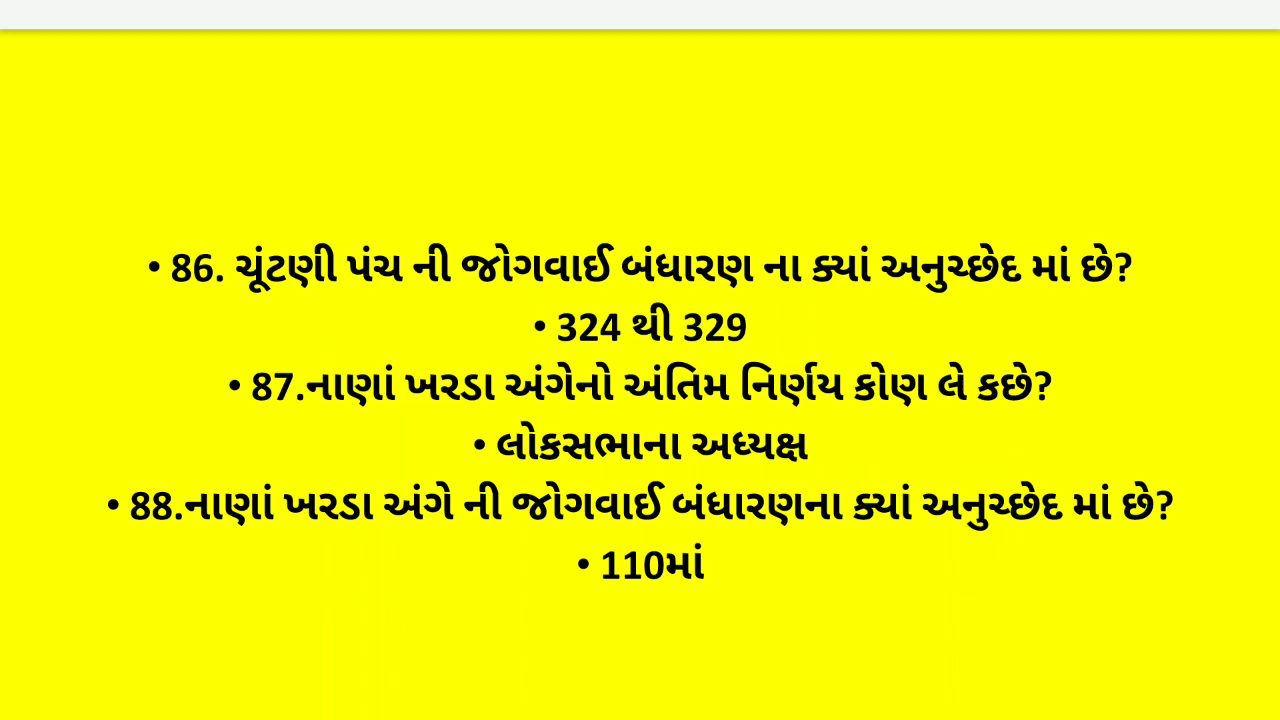 • 86. ચૂંટણી પંચ ની જોગવાઈ બંધારણ ના ક્યાં અનુચ્છેદ માં છે?
• 324 થી 329
• 87.નાણાં ખરડા અંગેનો અંતિમ નિર્ણય કોણ લે કછે?
• લોકસભાના અધ્યક્ષ
• 88.નાણાં ખરડા અંગે ની જોગવાઈ બંધારણના ક્યાં અનુચ્છેદ માં છે?
• 110માં